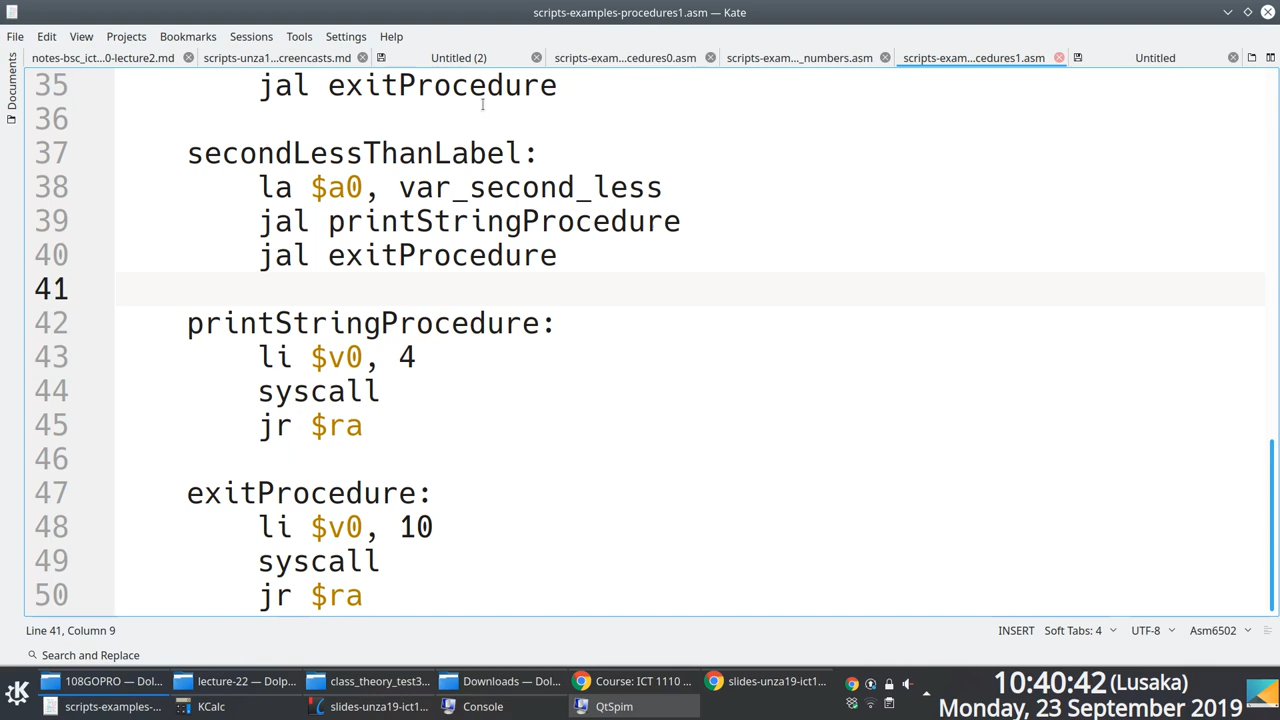 scripts-examples-procedures1.asm — Kate
File Edit View Projects Bookmarks Sessions Tools Settings Help
notes-bsc_ict...0-lecture2.md scripts-unza1...creencasts.md Untitled (2) scripts-exam...cedures0.asm scripts-exam..._numbers.asm scripts-exam...cedures1.asm Untitled
Documents
35 jal exitProcedure
36
37 secondLessThanLabel:
38 la $a0, var_second_less
39 jal printStringProcedure
40 jal exitProcedure
41
42 printStringProcedure:
43 li $v0, 4
44 syscall
45 jr $ra
46
47 exitProcedure:
48 li $v0, 10
49 syscall
50 jr $ra
Line 41, Column 9 INSERT Soft Tabs: 4 UTF-8 Asm6502
Search and Replace
108GOPRO — Dol... lecture-22 — Dolp... class_theory_test3... Downloads — Dol... Course: ICT 1110 ... slides-unza19-ict1...
scripts-examples-... KCalc slides-unza19-ict1... Console QtSpim
10:40:42 (Lusaka)
Monday, 23 September 2019